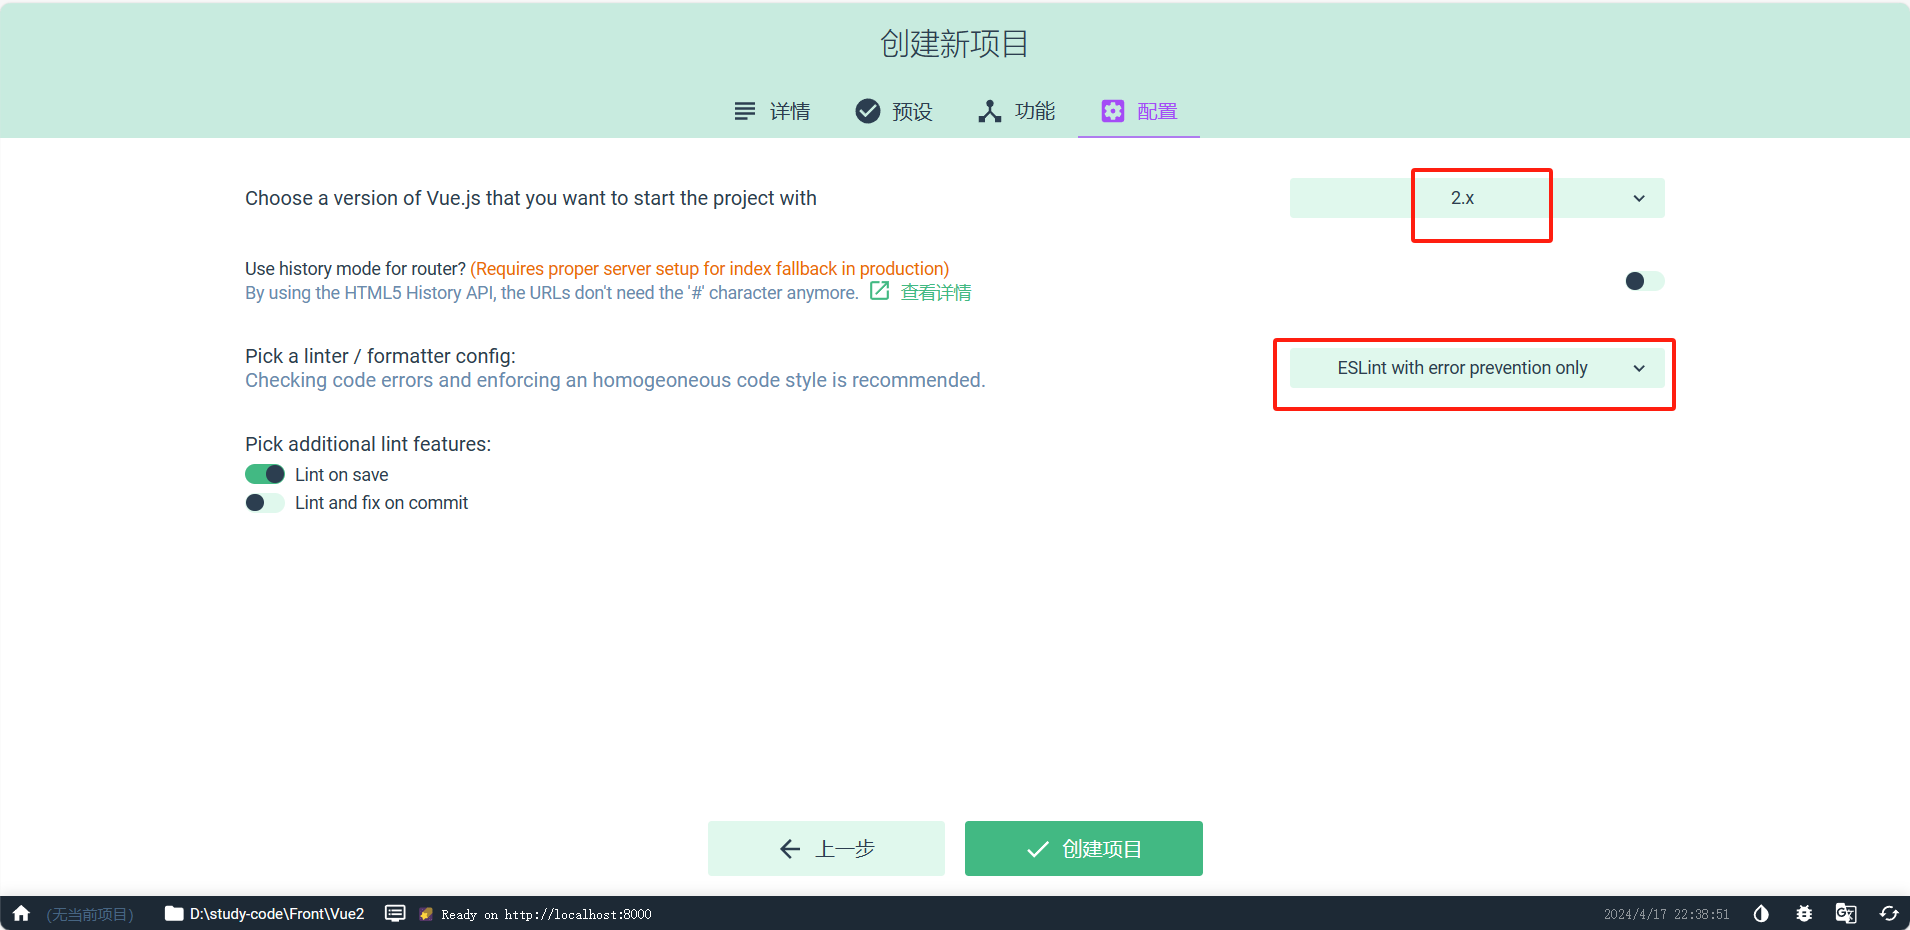 创建新项目
详情 预设 功能 配置
Choose a version of Vue.js that you want to start the project with
2.x
Use history mode for router? (Requires proper server setup for index fallback in production)
By using the HTML5 History API, the URLs don't need the '#' character anymore. 查看详情
Pick a linter / formatter config:
ESLint with error prevention only
Checking code errors and enforcing an homogeoneous code style is recommended.
Pick additional lint features:
Lint on save
Lint and fix on commit
上一步 创建项目
(无当前项目) D:\study-code\Front\Vue2 Ready on http://localhost:8000 2024/4/17 22:38:51